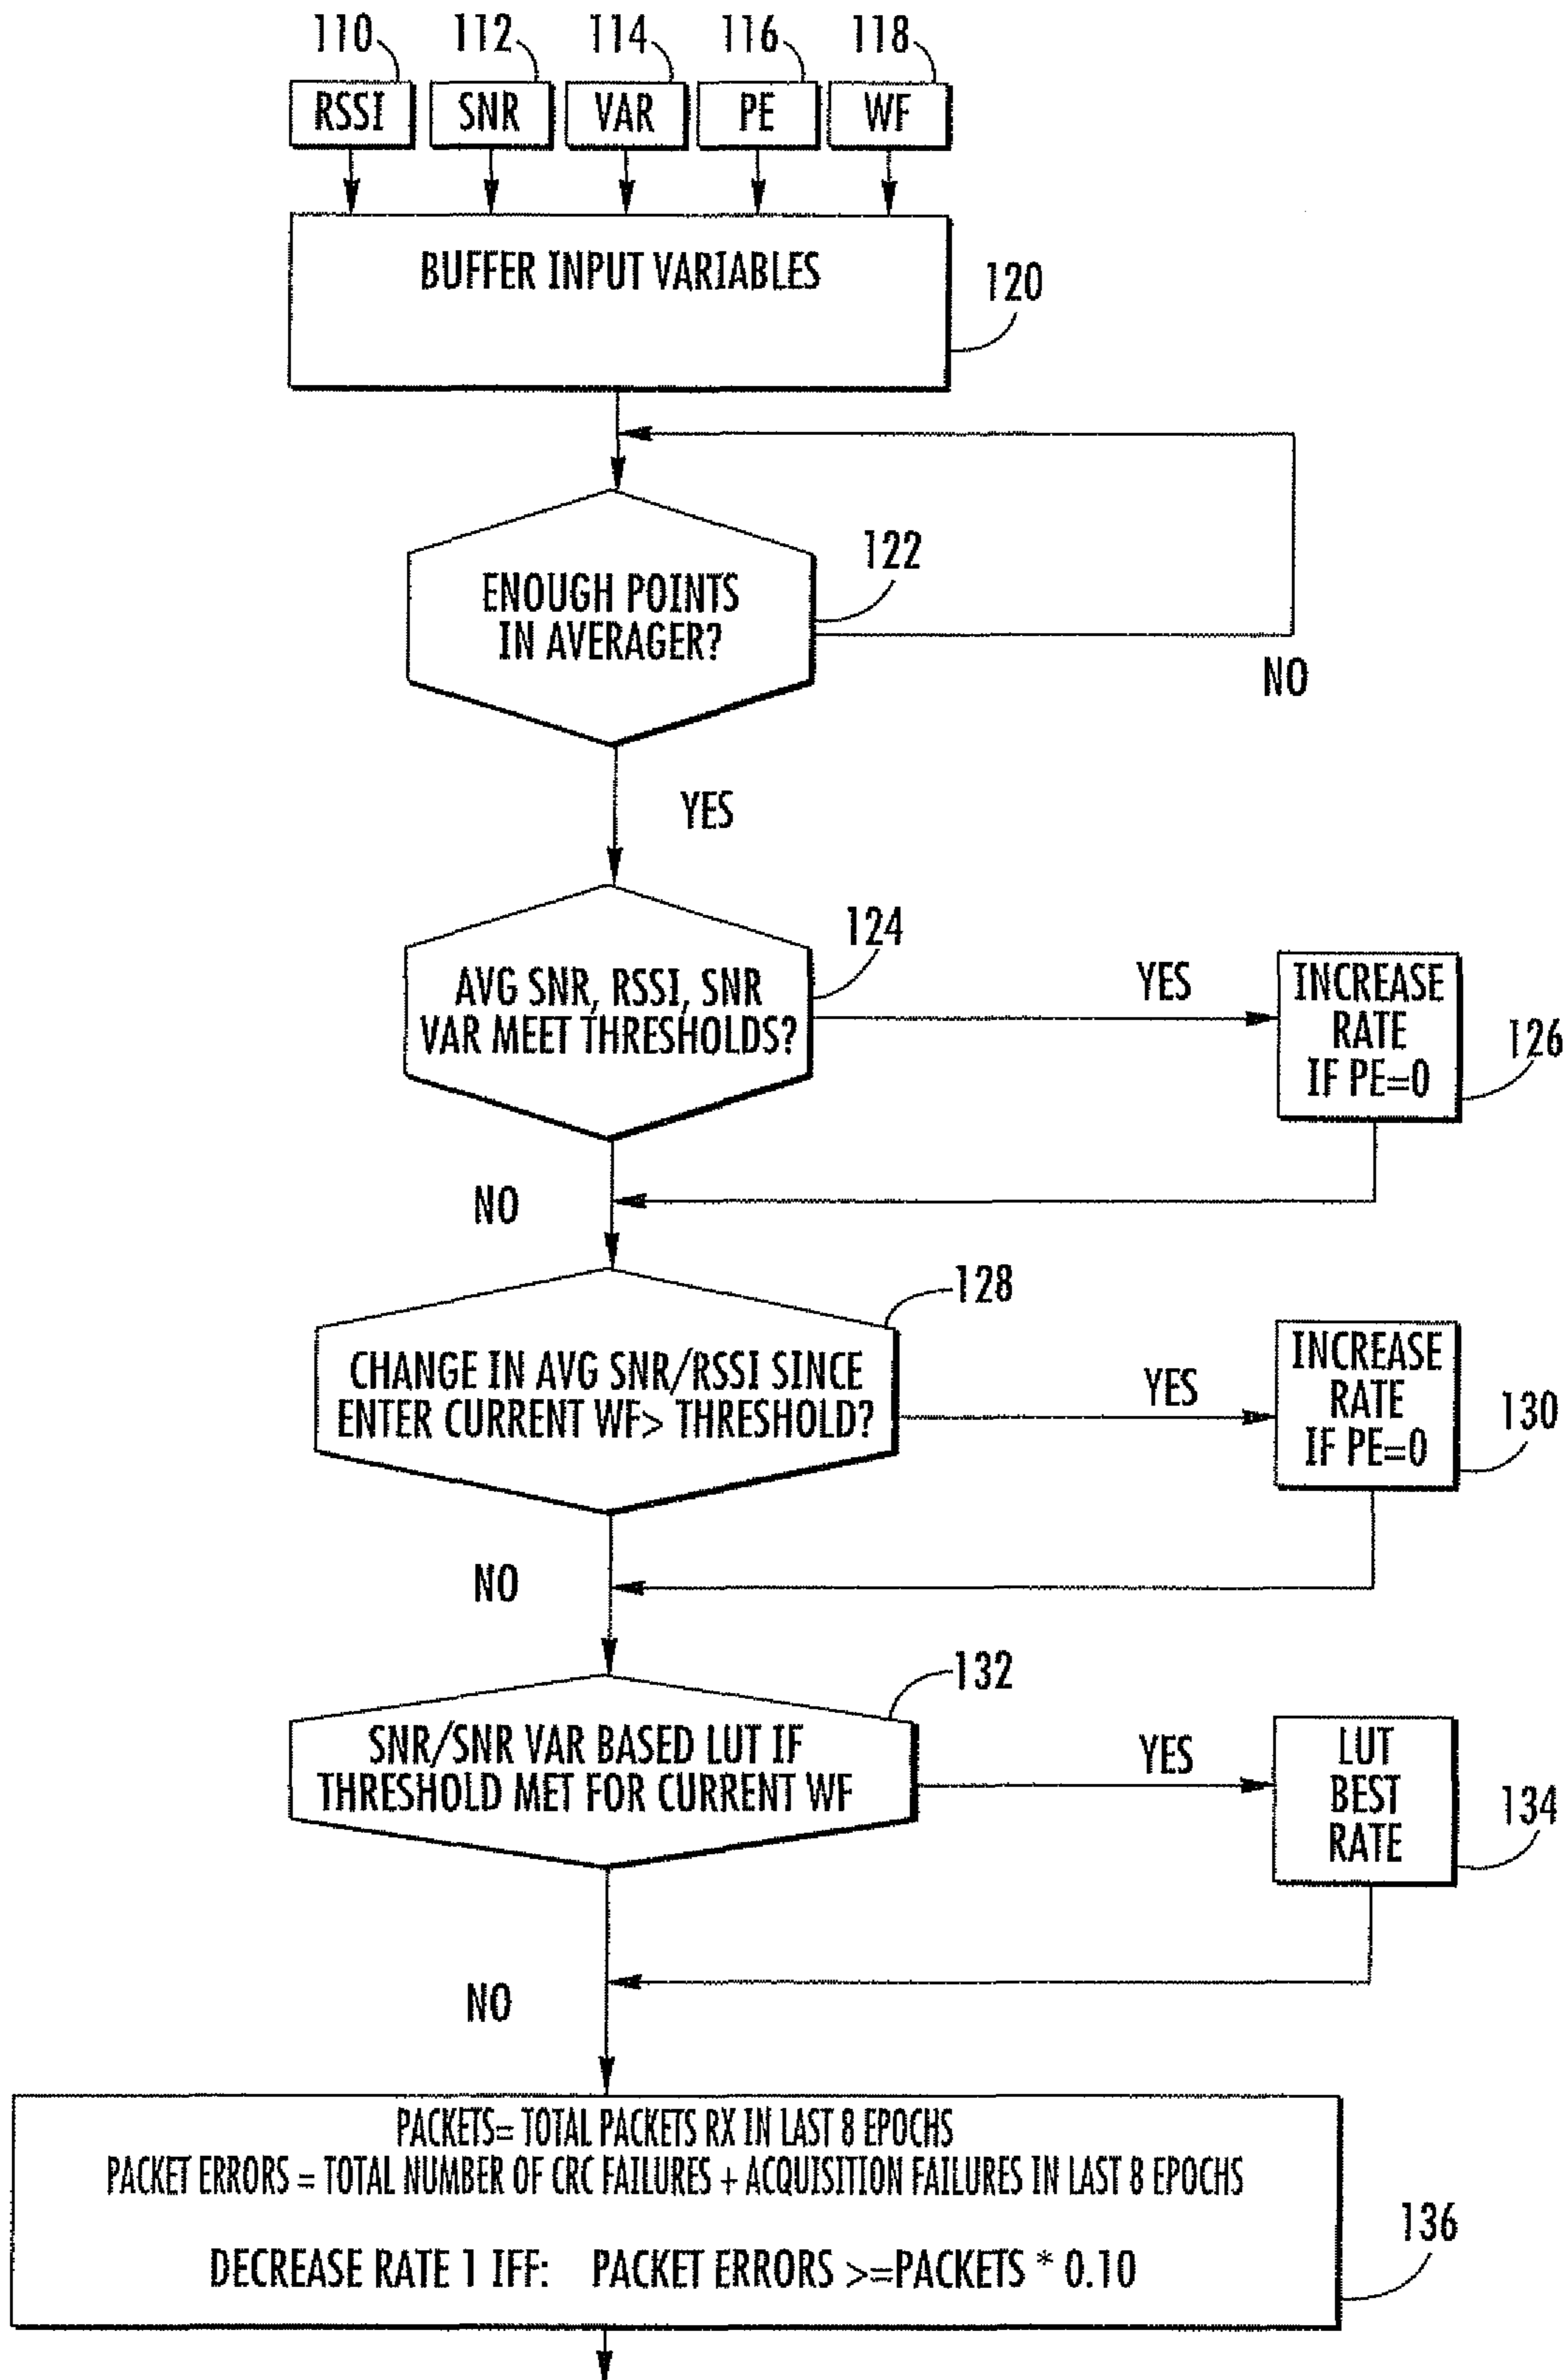 110 112 114 116 118
RSSI SNR VAR PE WF
BUFFER INPUT VARIABLES
120
122
ENOUGH POINTS
IN AVERAGER?
NO
YES
124
AVG SNR, RSSI, SNR
VAR MEET THRESHOLDS?
YES
INCREASE
RATE
IF PE=0
126
NO
128
CHANGE IN AVG SNR/RSSI SINCE
ENTER CURRENT WF> THRESHOLD?
YES
INCREASE
RATE
IF PE=0
130
NO
132
SNR/SNR VAR BASED LUT IF
THRESHOLD MET FOR CURRENT WF
YES
LUT
BEST
RATE
134
NO
PACKETS= TOTAL PACKETS RX IN LAST 8 EPOCHS
PACKET ERRORS = TOTAL NUMBER OF CRC FAILURES + ACQUISITION FAILURES IN LAST 8 EPOCHS
DECREASE RATE 1 IFF: PACKET ERRORS >=PACKETS * 0.10
136